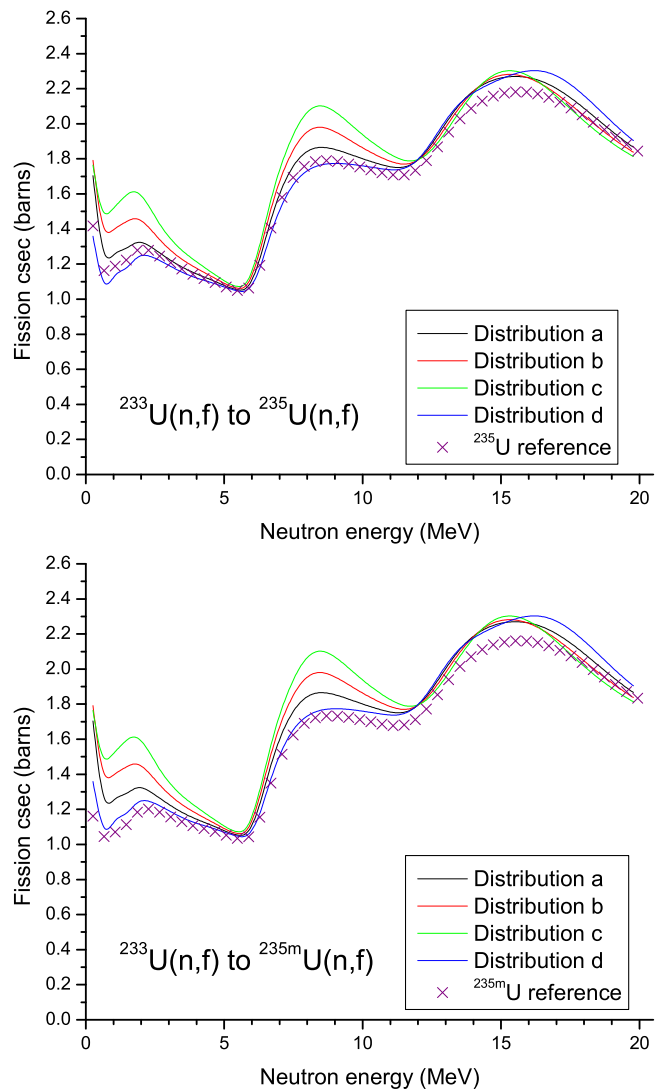 2.6
2.4
2.2
2.0
1.8
1.6
1.4
1.2
1.0
0.8
0.6
0.4
0.2
0.0
Fission csec (barns)
Distribution a
Distribution b
Distribution c
Distribution d
²³⁵U reference
²³³U(n,f) to ²³⁵U(n,f)
0 5 10 15 20
Neutron energy (MeV)
2.6
2.4
2.2
2.0
1.8
1.6
1.4
1.2
1.0
0.8
0.6
0.4
0.2
0.0
Fission csec (barns)
Distribution a
Distribution b
Distribution c
Distribution d
²³⁵ᵐU reference
²³³U(n,f) to ²³⁵ᵐU(n,f)
0 5 10 15 20
Neutron energy (MeV)